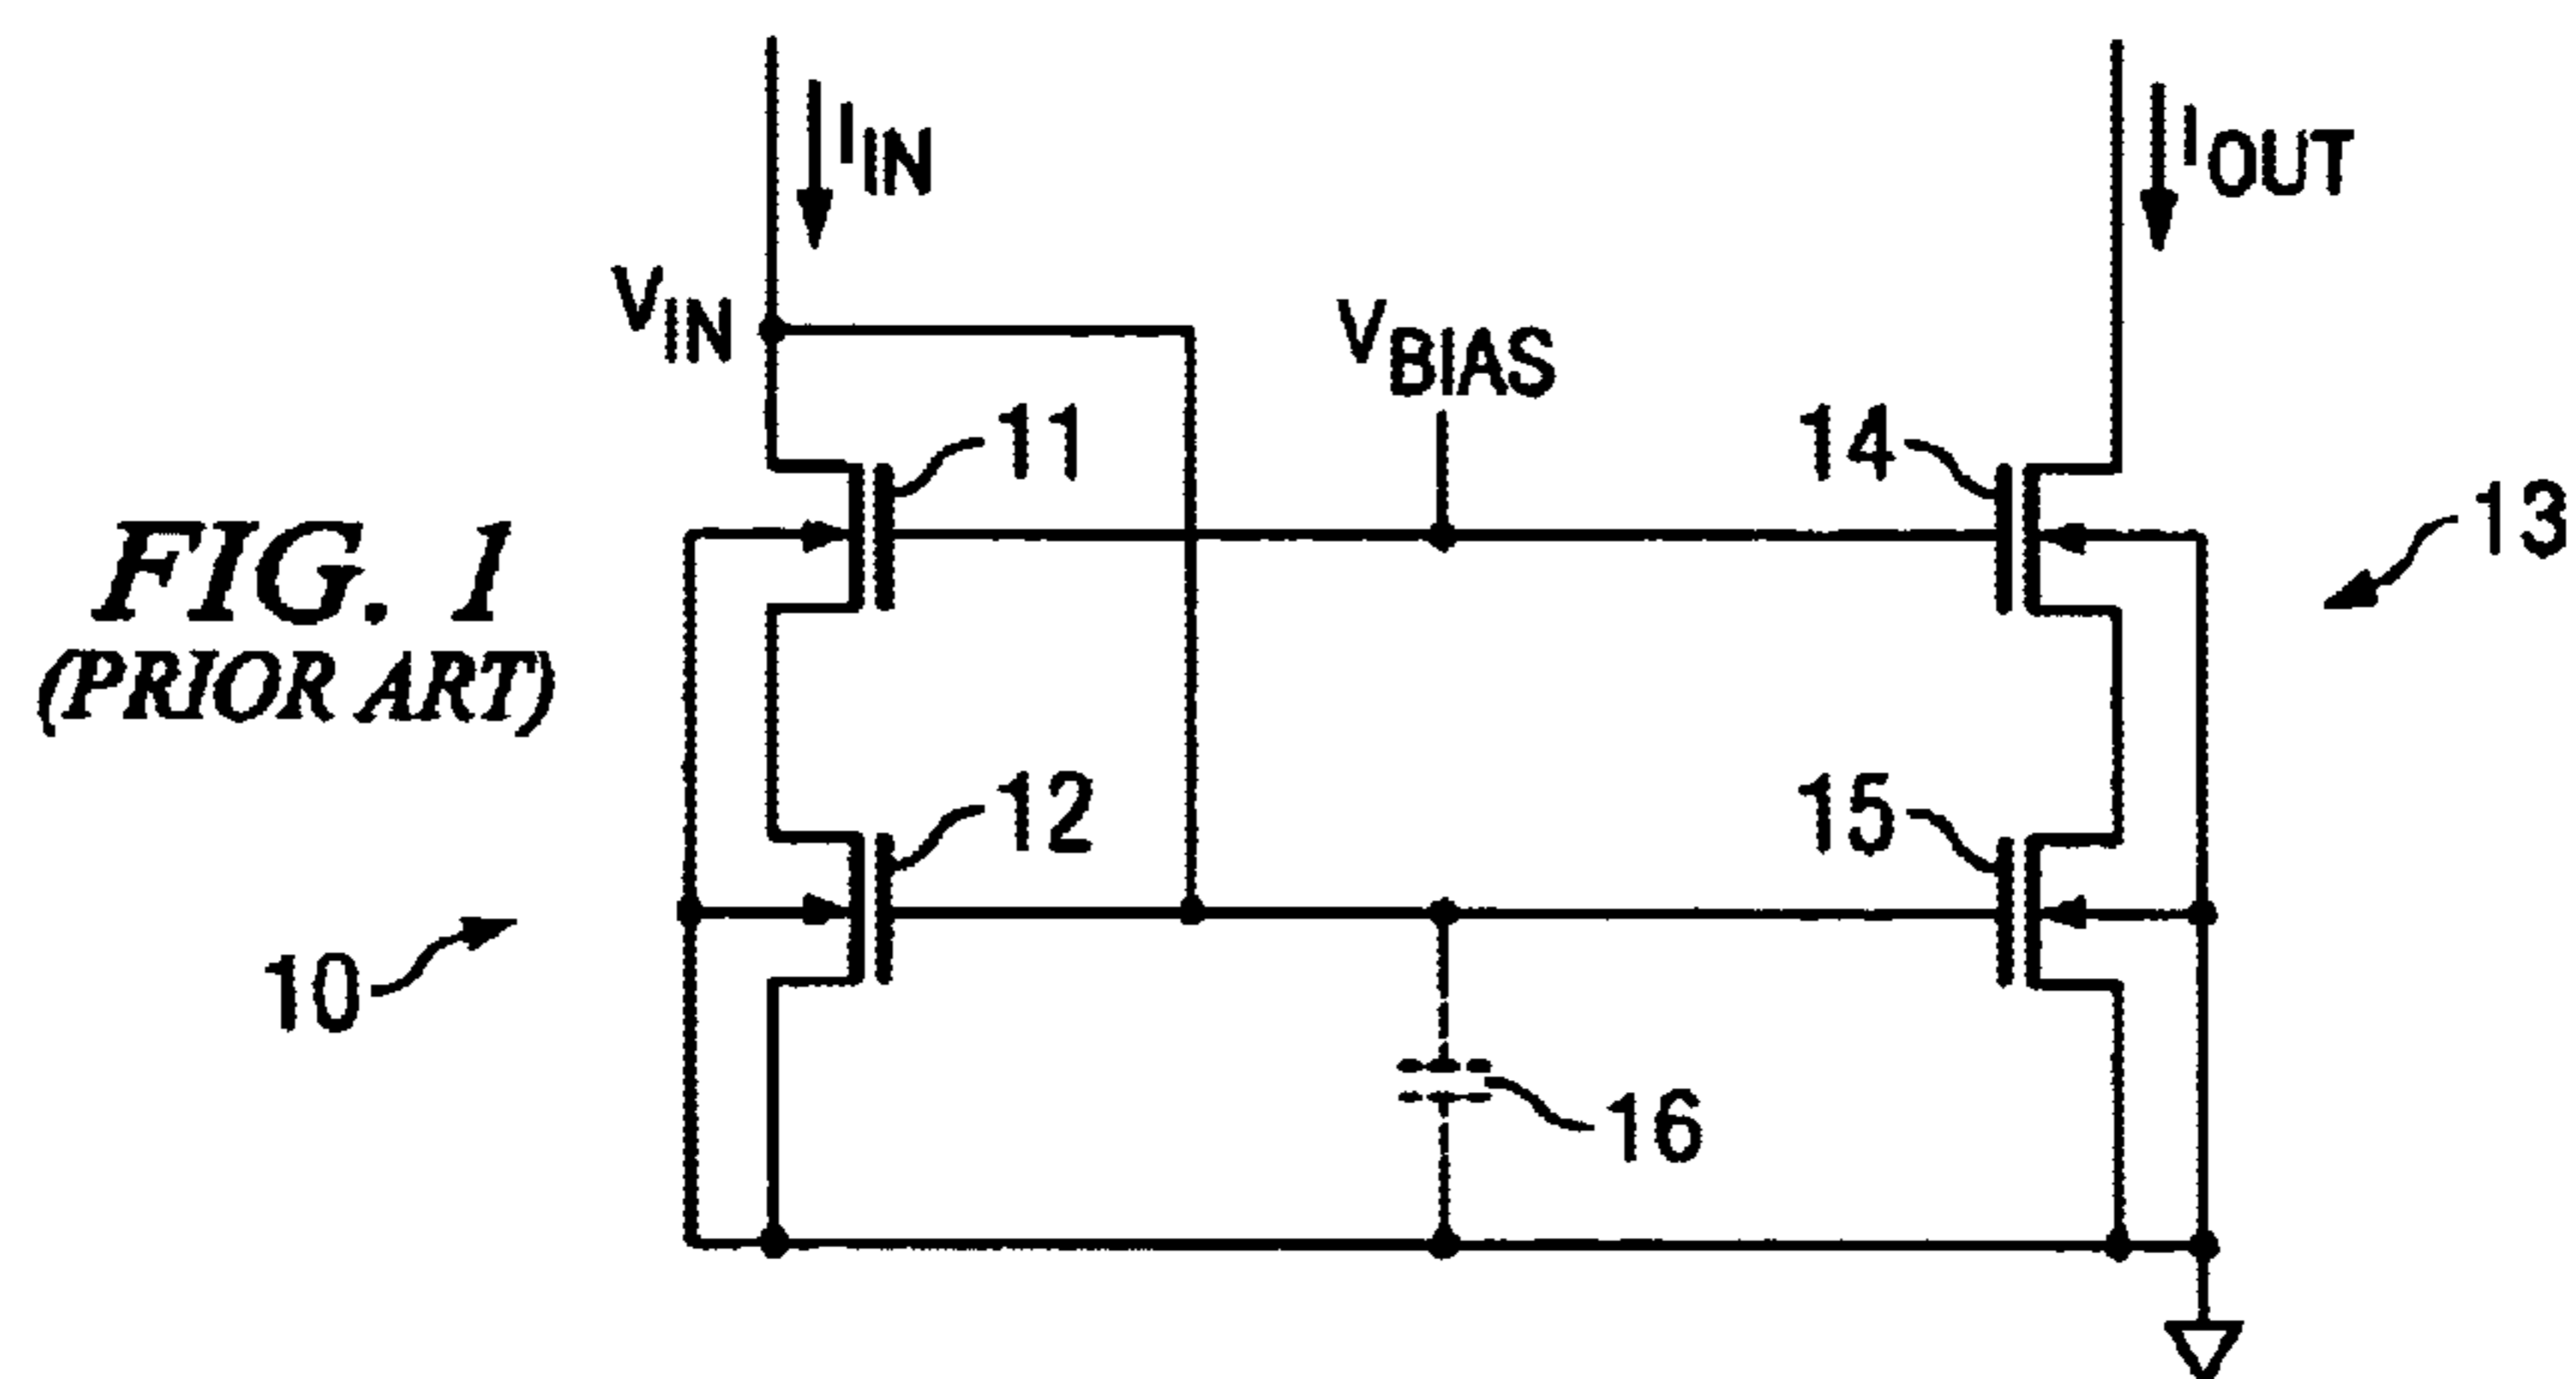 I_IN
I_OUT
V_IN
V_BIAS
11
14
13
FIG. 1
(PRIOR ART)
12
15
10
16